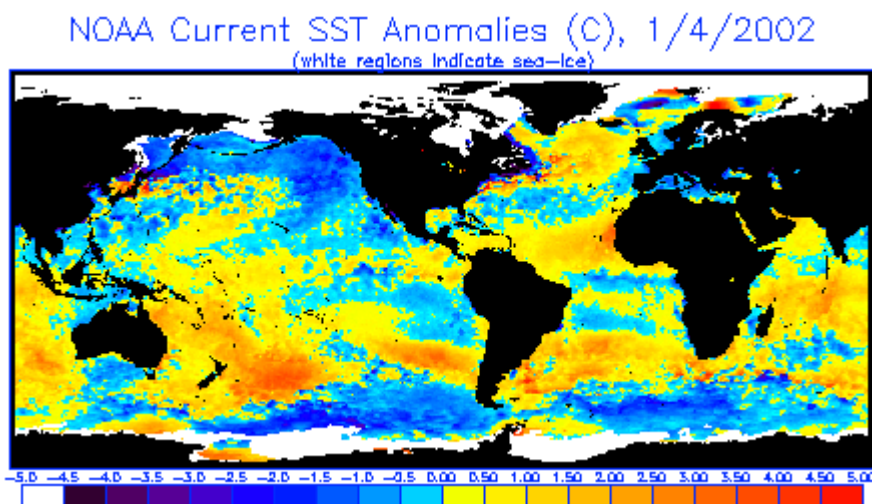 NOAA Current SST Anomalies (C), 1/4/2002
(white regions indicate sea-ice)
-5.0 -4.5 -4.0 -3.5 -3.0 -2.5 -2.0 -1.5 -1.0 -0.5 0.00 0.50 1.00 1.50 2.00 2.50 3.00 3.50 4.00 4.50 5.00